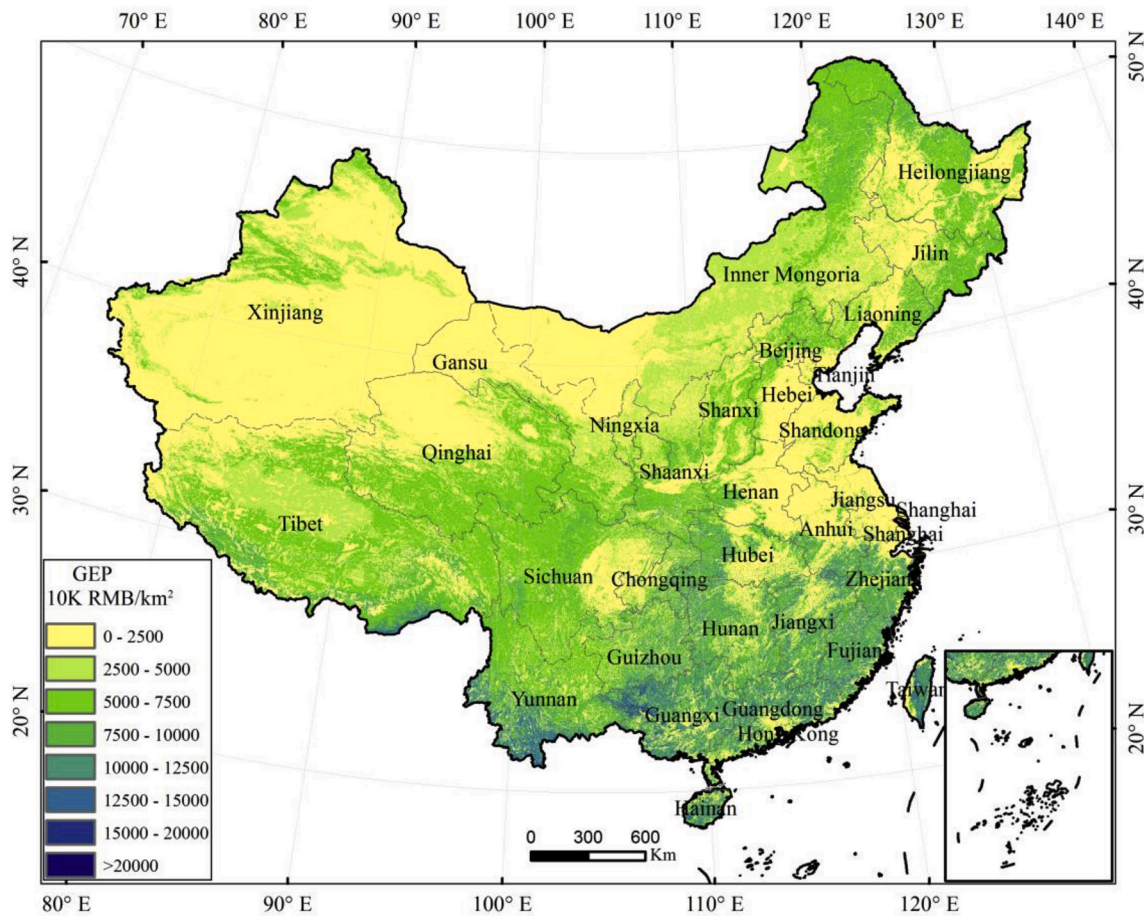 70° E 80° E 90° E 100° E 110° E 120° E 130° E 140° E
50° N
40° N
30° N
20° N
40° N
30° N
20° N
50° N
Heilongjiang
Jilin
Inner Mongoria
Liaoning
Xinjiang
Beijing
Tianjin
Gansu
Hebei
Shanxi
Ningxia
Shandong
Qinghai
Shaanxi
Henan
Jiangsu
Shanghai
Tibet
Anhui
Shanghai
Hubei
Sichuan
Chongqing
Zhejiang
Hunan
Jiangxi
Guizhou
Fujian
Yunnan
Taiwan
Guangxi
Guangdong
Hong Kong
Hainan
GEP
10K RMB/km²
0 - 2500
2500 - 5000
5000 - 7500
7500 - 10000
10000 - 12500
12500 - 15000
15000 - 20000
>20000
0 300 600
Km
80° E 90° E 100° E 110° E 120° E